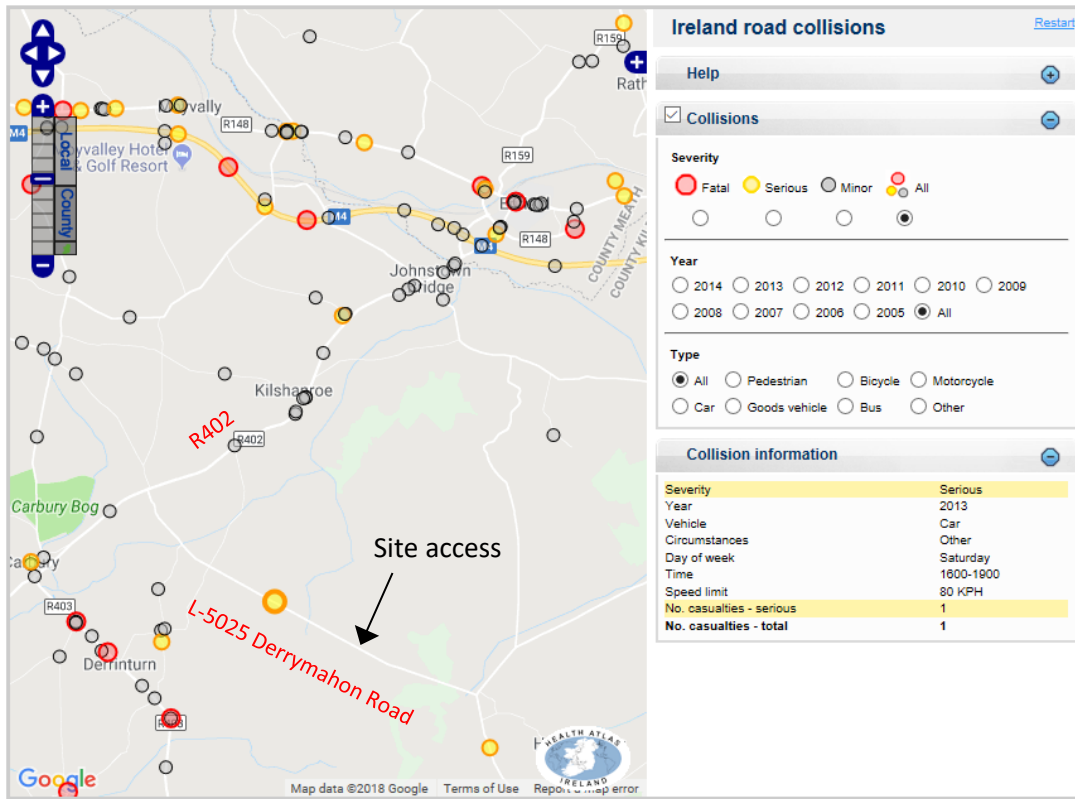 Ireland road collisions
Restart
Help
Collisions
Severity
Fatal
Serious
Minor
All
Year
2014
2013
2012
2011
2010
2009
2008
2007
2006
2005
All
Type
All
Pedestrian
Bicycle
Motorcycle
Car
Goods vehicle
Bus
Other
Collision information
Severity Serious
Year 2013
Vehicle Car
Circumstances Other
Day of week Saturday
Time 1600-1900
Speed limit 80 KPH
No. casualties - serious 1
No. casualties - total 1
R159
Rath
M4
R148
Local
County
& Golf Resort
R159
M4
R148
M4
COUNTY MEATH
COUNTY KIL
Johnstown
Bridge
Kilshanroe
R402
R402
Carbury Bog
Site access
R403
L-5025 Derrymahon Road
Derrinturn
HEALTH ATLAS
IRELAND
Google
Map data ©2018 Google
Terms of Use